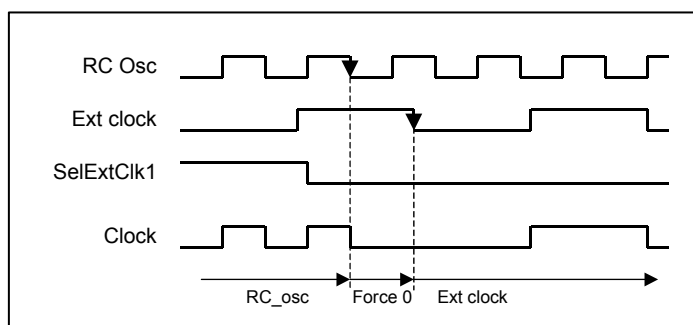 RC Osc
Ext clock
SelExtClk1
Clock
RC_osc Force 0 Ext clock